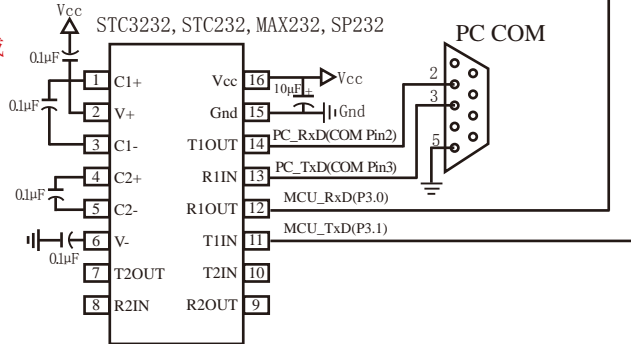 Vcc
STC3232, STC232, MAX232, SP232
PC COM
0.1μF
0.1μF
1 C1+ Vcc 16
Vcc
10μF +
2 V+ Gnd 15
Gnd
3 C1- T1OUT 14
PC_RxD(COM Pin2)
2
3
5
4 C2+ R1IN 13
PC_TxD(COM Pin3)
0.1μF
5 C2- R1OUT 12
MCU_RxD(P3.0)
6 V- T1IN 11
MCU_TxD(P3.1)
0.1μF
7 T2OUT T2IN 10
8 R2IN R2OUT 9